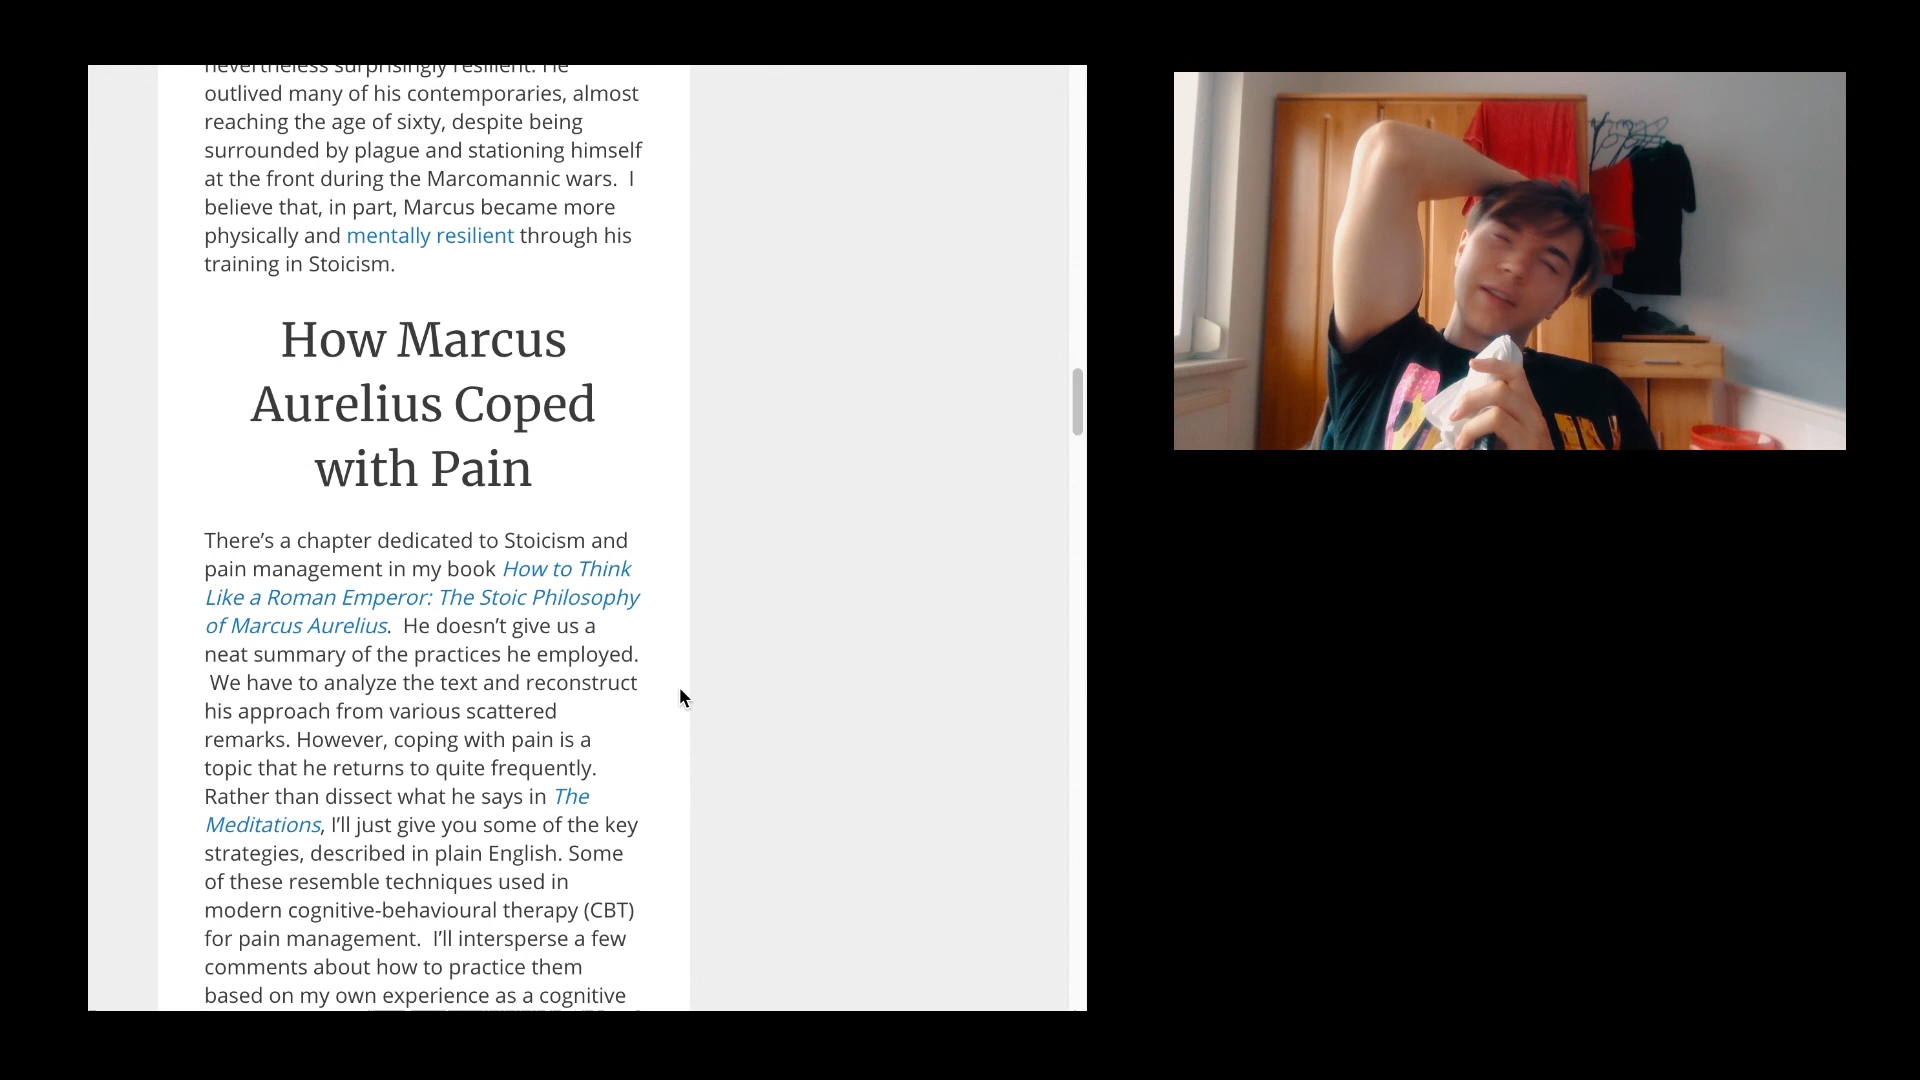 nevertheless surprisingly resilient. He
outlived many of his contemporaries, almost
reaching the age of sixty, despite being
surrounded by plague and stationing himself
at the front during the Marcomannic wars.  I
believe that, in part, Marcus became more
physically and mentally resilient through his
training in Stoicism.
How Marcus
Aurelius Coped
with Pain
There’s a chapter dedicated to Stoicism and
pain management in my book How to Think
Like a Roman Emperor: The Stoic Philosophy
of Marcus Aurelius.  He doesn’t give us a
neat summary of the practices he employed.
We have to analyze the text and reconstruct
his approach from various scattered
remarks. However, coping with pain is a
topic that he returns to quite frequently.
Rather than dissect what he says in The
Meditations, I’ll just give you some of the key
strategies, described in plain English. Some
of these resemble techniques used in
modern cognitive-behavioural therapy (CBT)
for pain management.  I’ll intersperse a few
comments about how to practice them
based on my own experience as a cognitive